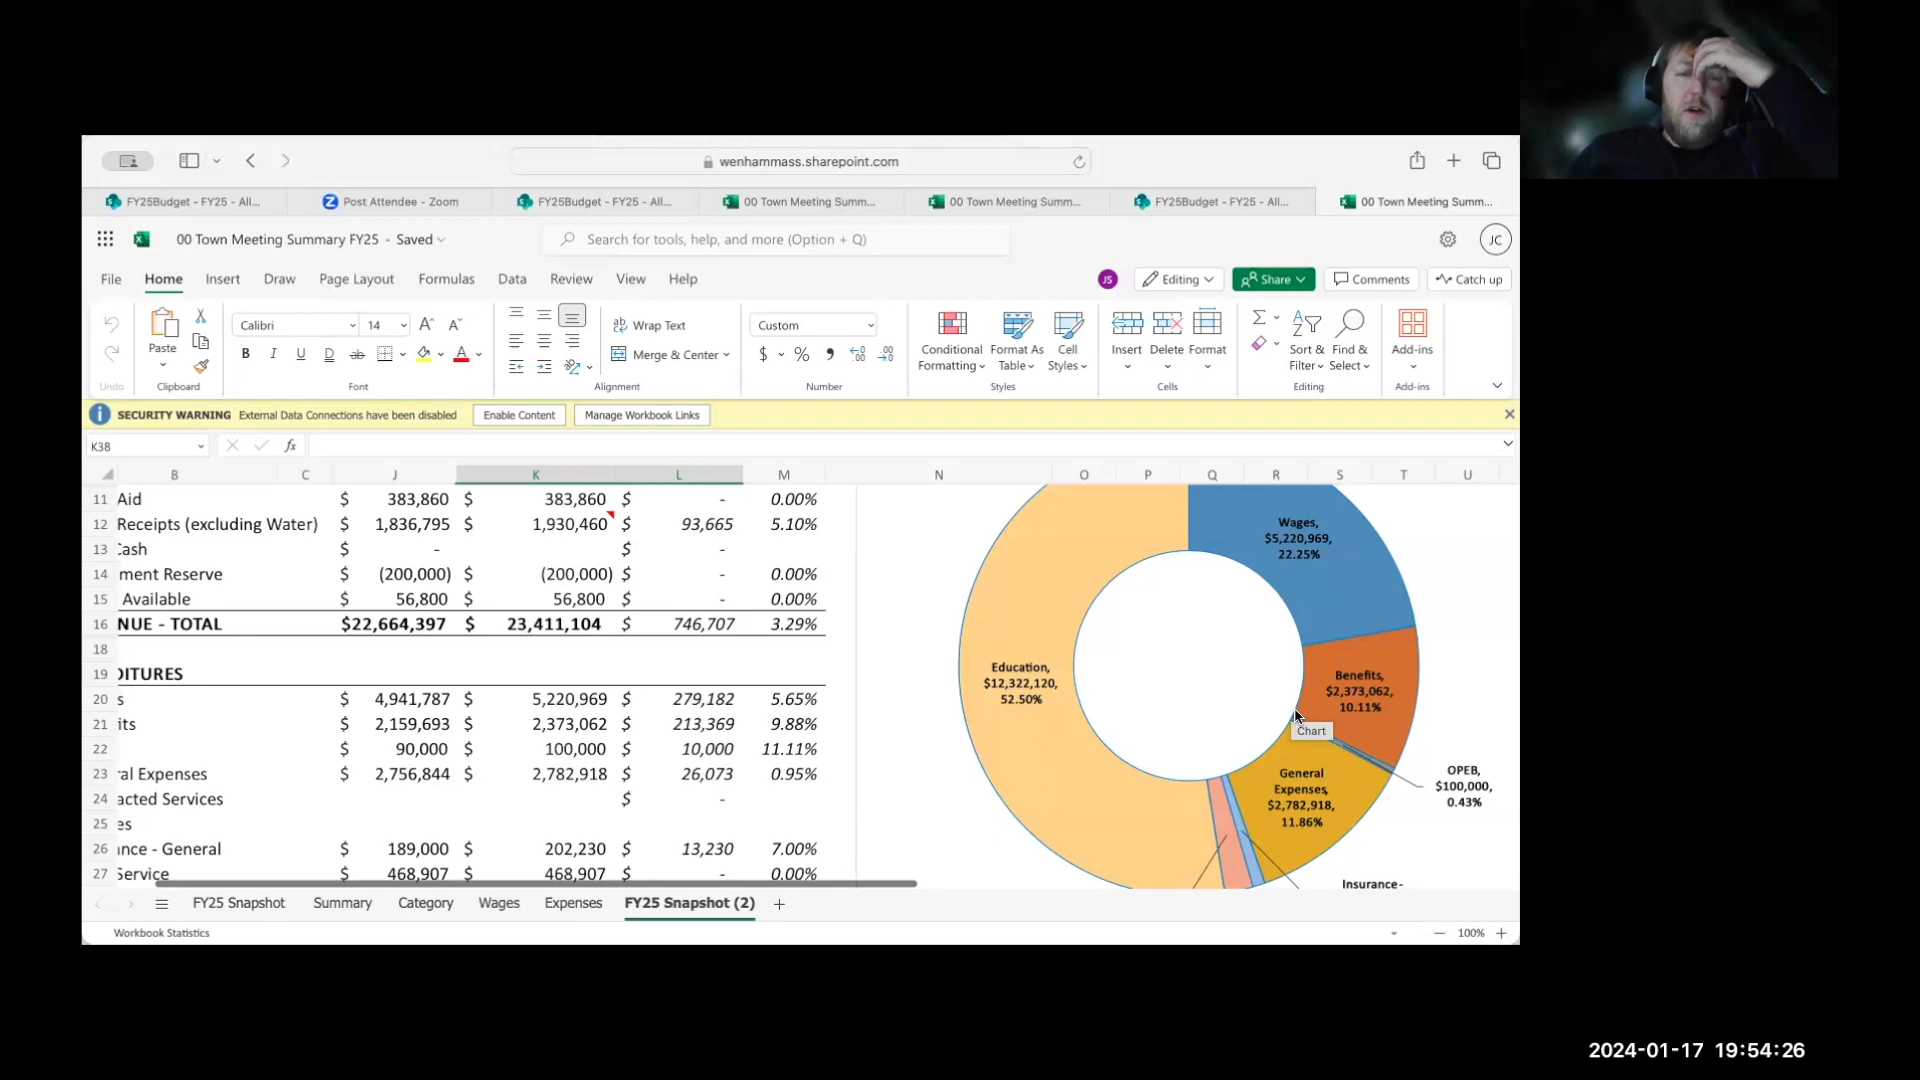 wenhammass.sharepoint.com
FY25Budget - FY25 - All... Post Attendee - Zoom FY25Budget - FY25 - All... 00 Town Meeting Summ... 00 Town Meeting Summ... FY25Budget - FY25 - All... 00 Town Meeting Summ...
00 Town Meeting Summary FY25 - Saved Search for tools, help, and more (Option + Q) JC
File Home Insert Draw Page Layout Formulas Data Review View Help JS Editing Share Comments Catch up
Paste Calibri 14 Wrap Text Custom
B I U D ab A Merge & Center $ % Conditional Formatting Format As Table Cell Styles Insert Delete Format Sort & Filter Find & Select Add-ins
Undo Clipboard Font Alignment Number Styles Cells Editing Add-ins
SECURITY WARNING External Data Connections have been disabled Enable Content Manage Workbook Links
K38 fx
B C J K L M N O P Q R S T U
11 Aid $ 383,860 $ 383,860 $ - 0.00%
12 Receipts (excluding Water) $ 1,836,795 $ 1,930,460 $ 93,665 5.10%
13 Cash $ - $ -
14 ment Reserve $ (200,000) $ (200,000) $ - 0.00%
15 Available $ 56,800 $ 56,800 $ - 0.00%
16 NUE - TOTAL $22,664,397 $ 23,411,104 $ 746,707 3.29%
18
19 DITURES
20 s $ 4,941,787 $ 5,220,969 $ 279,182 5.65%
21 its $ 2,159,693 $ 2,373,062 $ 213,369 9.88%
22 $ 90,000 $ 100,000 $ 10,000 11.11%
23 ral Expenses $ 2,756,844 $ 2,782,918 $ 26,073 0.95%
24 acted Services $ -
25 es
26 ance - General $ 189,000 $ 202,230 $ 13,230 7.00%
27 Service $ 468,907 $ 468,907 $ - 0.00%
Wages,
$5,220,969,
22.25%
Education,
$12,322,120,
52.50%
Benefits,
$2,373,062,
10.11%
Chart
OPEB,
$100,000,
0.43%
General
Expenses,
$2,782,918,
11.86%
Insurance-
FY25 Snapshot Summary Category Wages Expenses FY25 Snapshot (2)
Workbook Statistics 100%
2024-01-17 19:54:26